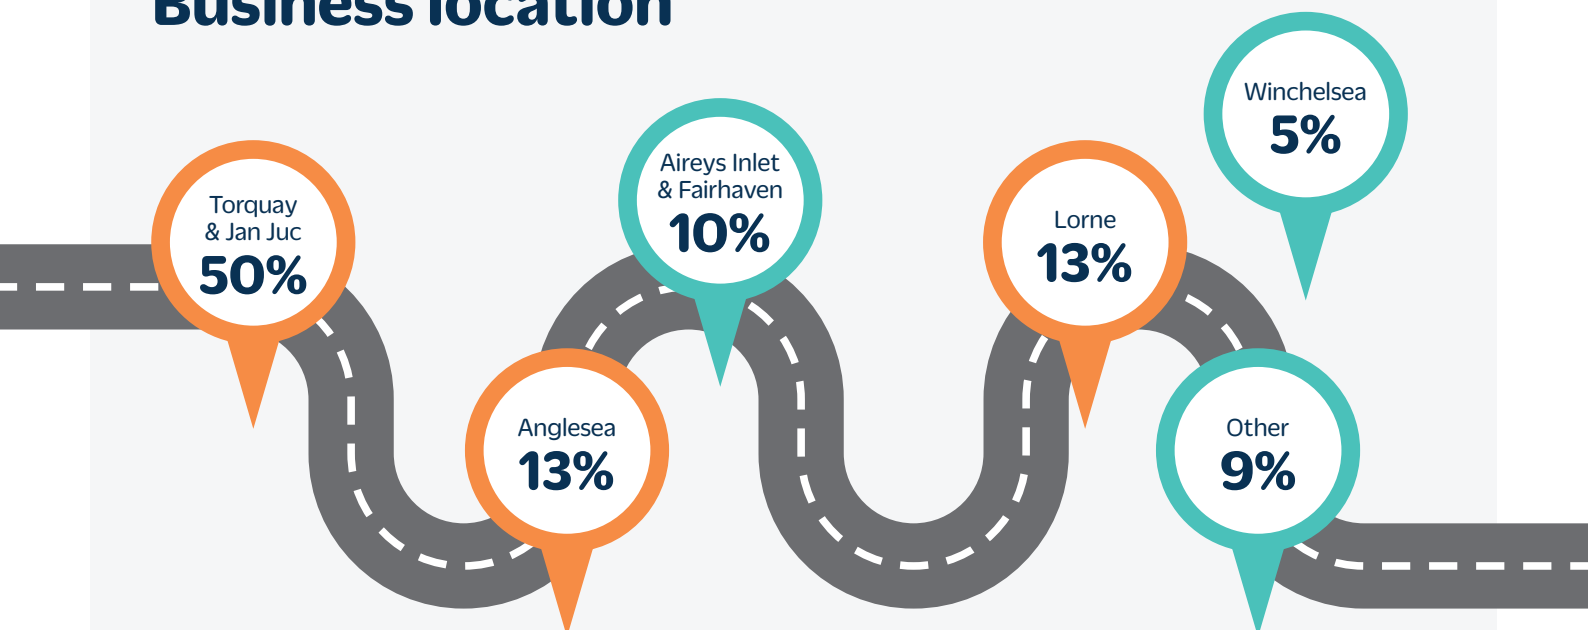 Business location
Winchelsea
5%
Aireys Inlet
& Fairhaven
10%
Torquay
& Jan Juc
50%
Lorne
13%
Anglesea
13%
Other
9%